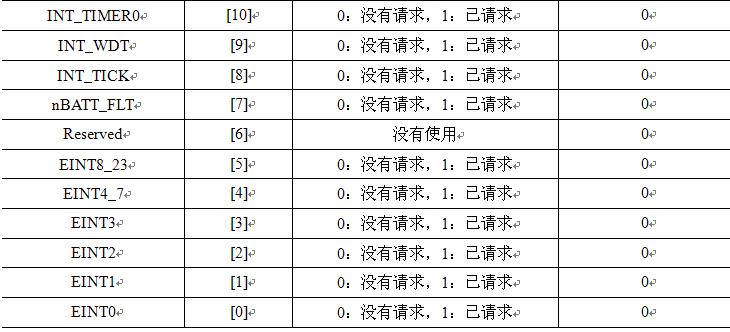 INT_TIMER0 [10] 0：没有请求，1：已请求 0
INT_WDT [9] 0：没有请求，1：已请求 0
INT_TICK [8] 0：没有请求，1：已请求 0
nBATT_FLT [7] 0：没有请求，1：已请求 0
Reserved [6] 没有使用 0
EINT8_23 [5] 0：没有请求，1：已请求 0
EINT4_7 [4] 0：没有请求，1：已请求 0
EINT3 [3] 0：没有请求，1：已请求 0
EINT2 [2] 0：没有请求，1：已请求 0
EINT1 [1] 0：没有请求，1：已请求 0
EINT0 [0] 0：没有请求，1：已请求 0